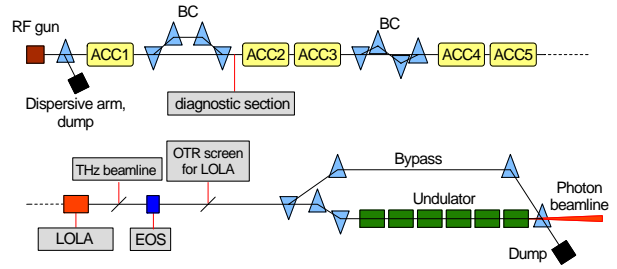 BC
RF gun
ACC1
ACC2
ACC3
BC
ACC4
ACC5
Dispersive arm,
dump
diagnostic section
THz beamline
OTR screen
for LOLA
LOLA
EOS
Bypass
Undulator
Photon
beamline
Dump